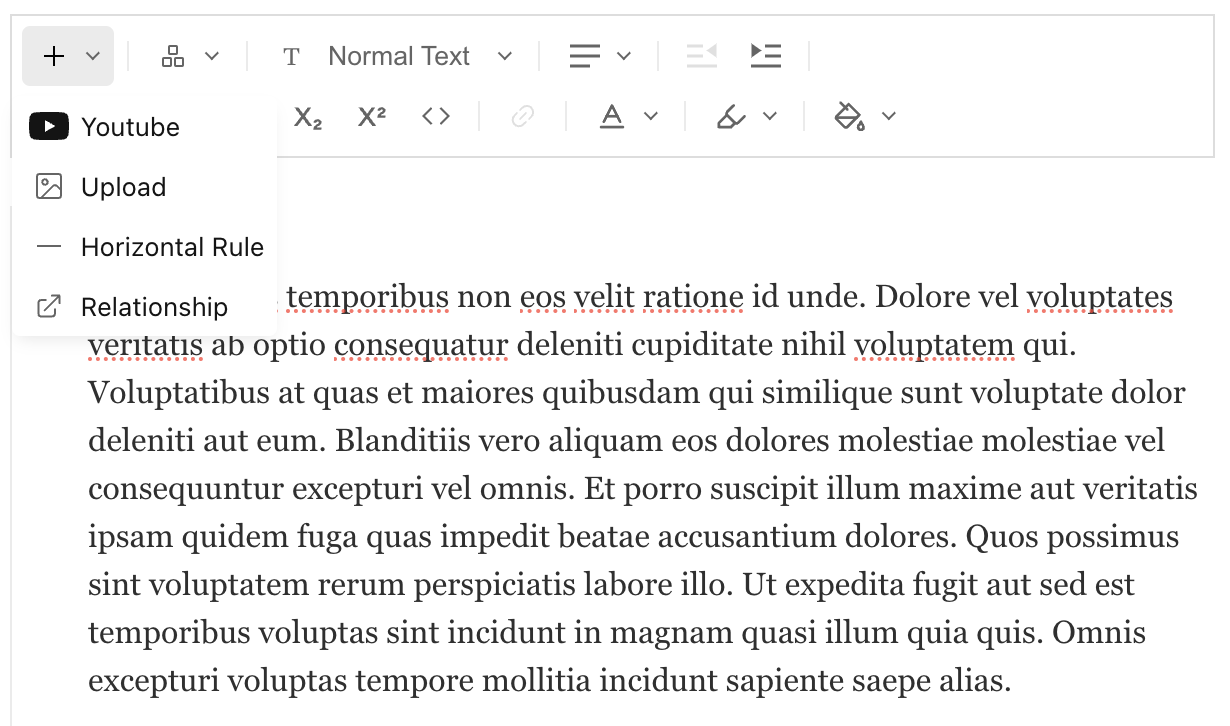 T Normal Text
X₂ X² <>
A
Youtube
Upload
Horizontal Rule
Relationship
temporibus non eos velit ratione id unde. Dolore vel voluptates
veritatis ab optio consequatur deleniti cupiditate nihil voluptatem qui.
Voluptatibus at quas et maiores quibusdam qui similique sunt voluptate dolor
deleniti aut eum. Blanditiis vero aliquam eos dolores molestiae molestiae vel
consequuntur excepturi vel omnis. Et porro suscipit illum maxime aut veritatis
ipsam quidem fuga quas impedit beatae accusantium dolores. Quos possimus
sint voluptatem rerum perspiciatis labore illo. Ut expedita fugit aut sed est
temporibus voluptas sint incidunt in magnam quasi illum quia quis. Omnis
excepturi voluptas tempore mollitia incidunt sapiente saepe alias.